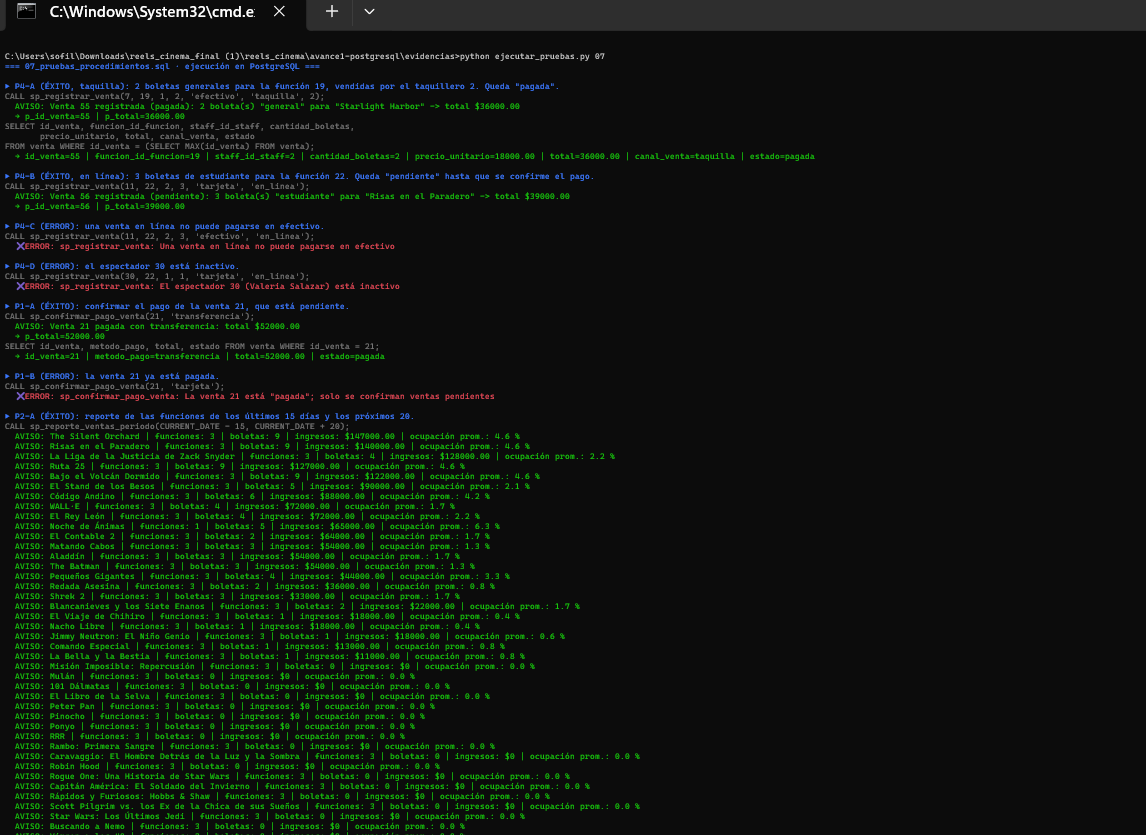 C:\Windows\System32\cmd.e
C:\Users\sofil\Downloads\reels_cinema_final (1)\reels_cinema\avance1-postgresql\evidencias>python ejecutar_pruebas.py 07
=== 07_pruebas_procedimientos.sql · ejecución en PostgreSQL ===
► P4-A (ÉXITO, taquilla): 2 boletas generales para la función 19, vendidas por el taquillero 2. Queda "pagada".
CALL sp_registrar_venta(7, 19, 1, 2, 'efectivo', 'taquilla', 2);
AVISO: Venta 55 registrada (pagada): 2 boleta(s) "general" para "Starlight Harbor" -> total $36000.00
→ p_id_venta=55 | p_total=36000.00
SELECT id_venta, funcion_id_funcion, staff_id_staff, cantidad_boletas,
precio_unitario, total, canal_venta, estado
FROM venta WHERE id_venta = (SELECT MAX(id_venta) FROM venta);
→ id_venta=55 | funcion_id_funcion=19 | staff_id_staff=2 | cantidad_boletas=2 | precio_unitario=18000.00 | total=36000.00 | canal_venta=taquilla | estado=pagada
► P4-B (ÉXITO, en línea): 3 boletas de estudiante para la función 22. Queda "pendiente" hasta que se confirme el pago.
CALL sp_registrar_venta(11, 22, 2, 3, 'tarjeta', 'en_linea');
AVISO: Venta 56 registrada (pendiente): 3 boleta(s) "estudiante" para "Risas en el Paradero" -> total $39000.00
→ p_id_venta=56 | p_total=39000.00
► P4-C (ERROR): una venta en línea no puede pagarse en efectivo.
CALL sp_registrar_venta(11, 22, 2, 3, 'efectivo', 'en_linea');
❌ERROR: sp_registrar_venta: Una venta en línea no puede pagarse en efectivo
► P4-D (ERROR): el espectador 30 está inactivo.
CALL sp_registrar_venta(30, 22, 1, 1, 'tarjeta', 'en_linea');
❌ERROR: sp_registrar_venta: El espectador 30 (Valeria Salazar) está inactivo
► P1-A (ÉXITO): confirmar el pago de la venta 21, que está pendiente.
CALL sp_confirmar_pago_venta(21, 'transferencia');
AVISO: Venta 21 pagada con transferencia: total $52000.00
→ p_total=52000.00
SELECT id_venta, metodo_pago, total, estado FROM venta WHERE id_venta = 21;
→ id_venta=21 | metodo_pago=transferencia | total=52000.00 | estado=pagada
► P1-B (ERROR): la venta 21 ya está pagada.
CALL sp_confirmar_pago_venta(21, 'tarjeta');
❌ERROR: sp_confirmar_pago_venta: La venta 21 está "pagada"; solo se confirman ventas pendientes
► P2-A (ÉXITO): reporte de las funciones de los últimos 15 días y los próximos 20.
CALL sp_reporte_ventas_periodo(CURRENT_DATE - 15, CURRENT_DATE + 20);
AVISO: The Silent Orchard | funciones: 3 | boletas: 9 | ingresos: $147000.00 | ocupación prom.: 4.6 %
AVISO: Risas en el Paradero | funciones: 3 | boletas: 9 | ingresos: $140000.00 | ocupación prom.: 4.6 %
AVISO: La Liga de la Justicia de Zack Snyder | funciones: 3 | boletas: 4 | ingresos: $128000.00 | ocupación prom.: 2.2 %
AVISO: Ruta 25 | funciones: 3 | boletas: 9 | ingresos: $127000.00 | ocupación prom.: 4.6 %
AVISO: Bajo el Volcán Dormido | funciones: 3 | boletas: 9 | ingresos: $122000.00 | ocupación prom.: 4.6 %
AVISO: El Stand de los Besos | funciones: 3 | boletas: 5 | ingresos: $90000.00 | ocupación prom.: 2.1 %
AVISO: Código Andino | funciones: 3 | boletas: 6 | ingresos: $88000.00 | ocupación prom.: 4.2 %
AVISO: WALL·E | funciones: 3 | boletas: 4 | ingresos: $72000.00 | ocupación prom.: 1.7 %
AVISO: El Rey León | funciones: 3 | boletas: 4 | ingresos: $72000.00 | ocupación prom.: 2.2 %
AVISO: Noche de Ánimas | funciones: 1 | boletas: 5 | ingresos: $65000.00 | ocupación prom.: 6.3 %
AVISO: El Contable 2 | funciones: 3 | boletas: 2 | ingresos: $64000.00 | ocupación prom.: 1.7 %
AVISO: Matando Cabos | funciones: 3 | boletas: 3 | ingresos: $54000.00 | ocupación prom.: 1.3 %
AVISO: Aladdín | funciones: 3 | boletas: 3 | ingresos: $54000.00 | ocupación prom.: 1.7 %
AVISO: The Batman | funciones: 3 | boletas: 3 | ingresos: $54000.00 | ocupación prom.: 1.3 %
AVISO: Pequeños Gigantes | funciones: 3 | boletas: 4 | ingresos: $44000.00 | ocupación prom.: 3.3 %
AVISO: Redada Asesina | funciones: 3 | boletas: 2 | ingresos: $36000.00 | ocupación prom.: 0.8 %
AVISO: Shrek 2 | funciones: 3 | boletas: 3 | ingresos: $33000.00 | ocupación prom.: 1.7 %
AVISO: Blancanieves y los Siete Enanos | funciones: 3 | boletas: 2 | ingresos: $22000.00 | ocupación prom.: 1.7 %
AVISO: El Viaje de Chihiro | funciones: 3 | boletas: 1 | ingresos: $18000.00 | ocupación prom.: 0.4 %
AVISO: Nacho Libre | funciones: 3 | boletas: 1 | ingresos: $18000.00 | ocupación prom.: 0.4 %
AVISO: Jimmy Neutron: El Niño Genio | funciones: 3 | boletas: 1 | ingresos: $18000.00 | ocupación prom.: 0.6 %
AVISO: Comando Especial | funciones: 3 | boletas: 1 | ingresos: $13000.00 | ocupación prom.: 0.8 %
AVISO: La Bella y la Bestia | funciones: 3 | boletas: 1 | ingresos: $11000.00 | ocupación prom.: 0.8 %
AVISO: Misión Imposible: Repercusión | funciones: 3 | boletas: 0 | ingresos: $0 | ocupación prom.: 0.0 %
AVISO: Mulán | funciones: 3 | boletas: 0 | ingresos: $0 | ocupación prom.: 0.0 %
AVISO: 101 Dálmatas | funciones: 3 | boletas: 0 | ingresos: $0 | ocupación prom.: 0.0 %
AVISO: El Libro de la Selva | funciones: 3 | boletas: 0 | ingresos: $0 | ocupación prom.: 0.0 %
AVISO: Peter Pan | funciones: 3 | boletas: 0 | ingresos: $0 | ocupación prom.: 0.0 %
AVISO: Pinocho | funciones: 3 | boletas: 0 | ingresos: $0 | ocupación prom.: 0.0 %
AVISO: Ponyo | funciones: 3 | boletas: 0 | ingresos: $0 | ocupación prom.: 0.0 %
AVISO: RRR | funciones: 3 | boletas: 0 | ingresos: $0 | ocupación prom.: 0.0 %
AVISO: Rambo: Primera Sangre | funciones: 3 | boletas: 0 | ingresos: $0 | ocupación prom.: 0.0 %
AVISO: Caravaggio: El Hombre Detrás de la Luz y la Sombra | funciones: 3 | boletas: 0 | ingresos: $0 | ocupación prom.: 0.0 %
AVISO: Robin Hood | funciones: 3 | boletas: 0 | ingresos: $0 | ocupación prom.: 0.0 %
AVISO: Rogue One: Una Historia de Star Wars | funciones: 3 | boletas: 0 | ingresos: $0 | ocupación prom.: 0.0 %
AVISO: Capitán América: El Soldado del Invierno | funciones: 3 | boletas: 0 | ingresos: $0 | ocupación prom.: 0.0 %
AVISO: Rápidos y Furiosos: Hobbs & Shaw | funciones: 3 | boletas: 0 | ingresos: $0 | ocupación prom.: 0.0 %
AVISO: Scott Pilgrim vs. los Ex de la Chica de sus Sueños | funciones: 3 | boletas: 0 | ingresos: $0 | ocupación prom.: 0.0 %
AVISO: Star Wars: Los Últimos Jedi | funciones: 3 | boletas: 0 | ingresos: $0 | ocupación prom.: 0.0 %
AVISO: Buscando a Nemo | funciones: 3 | boletas: 0 | ingresos: $0 | ocupación prom.: 0.0 %